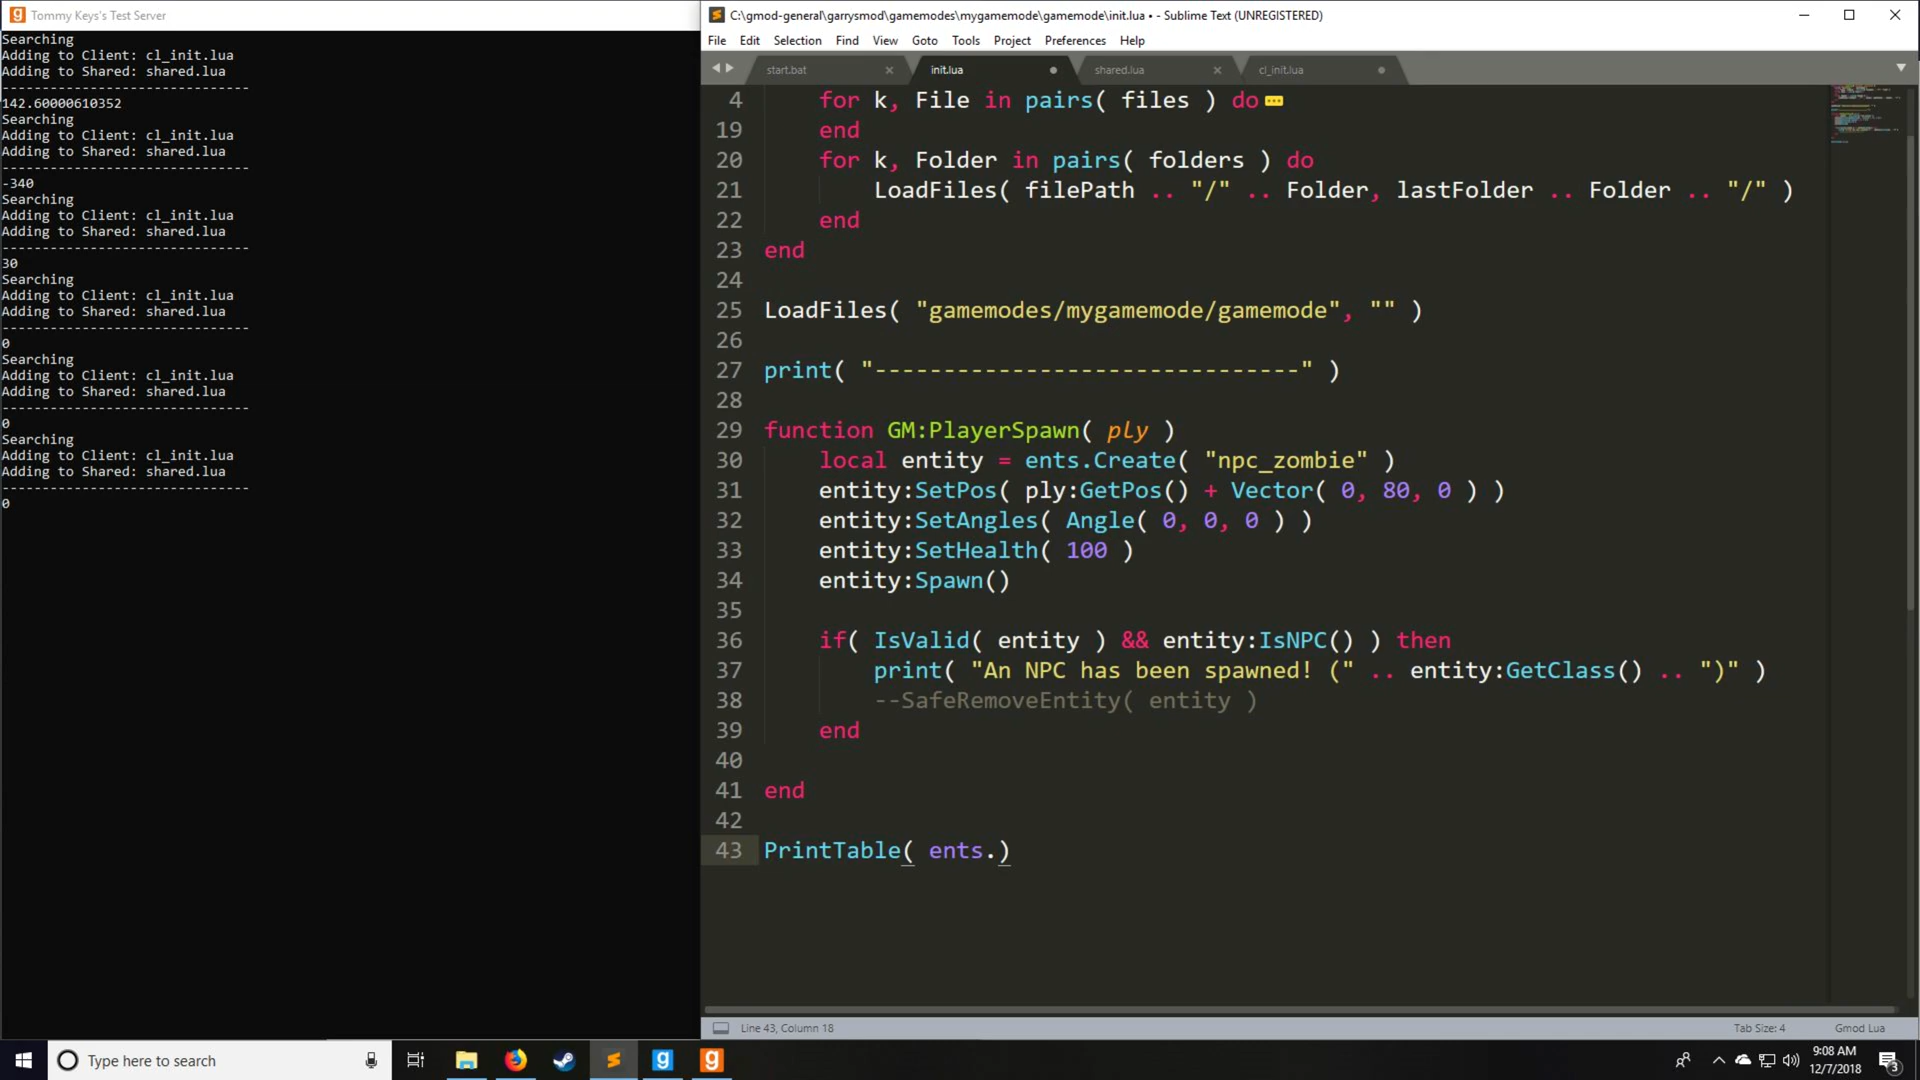 Tommy Keys's Test Server
Searching
Adding to Client: cl_init.lua
Adding to Shared: shared.lua
-------------------------------
142.60000610352
Searching
Adding to Client: cl_init.lua
Adding to Shared: shared.lua
-------------------------------
-340
Searching
Adding to Client: cl_init.lua
Adding to Shared: shared.lua
-------------------------------
30
Searching
Adding to Client: cl_init.lua
Adding to Shared: shared.lua
-------------------------------
0
Searching
Adding to Client: cl_init.lua
Adding to Shared: shared.lua
-------------------------------
0
Searching
Adding to Client: cl_init.lua
Adding to Shared: shared.lua
-------------------------------
0
C:\gmod-general\garrysmod\gamemodes\mygamemode\gamemode\init.lua • - Sublime Text (UNREGISTERED)
File Edit Selection Find View Goto Tools Project Preferences Help
start.bat init.lua shared.lua cl_init.lua
4 for k, File in pairs( files ) do
19 end
20 for k, Folder in pairs( folders ) do
21 LoadFiles( filePath .. "/" .. Folder, lastFolder .. Folder .. "/" )
22 end
23 end
24
25 LoadFiles( "gamemodes/mygamemode/gamemode", "" )
26
27 print( "-------------------------------" )
28
29 function GM:PlayerSpawn( ply )
30 local entity = ents.Create( "npc_zombie" )
31 entity:SetPos( ply:GetPos() + Vector( 0, 80, 0 ) )
32 entity:SetAngles( Angle( 0, 0, 0 ) )
33 entity:SetHealth( 100 )
34 entity:Spawn()
35
36 if( IsValid( entity ) && entity:IsNPC() ) then
37 print( "An NPC has been spawned! (" .. entity:GetClass() .. ")" )
38 --SafeRemoveEntity( entity )
39 end
40
41 end
42
43 PrintTable( ents.)
Line 43, Column 18
Tab Size: 4
Gmod Lua
Type here to search
9:08 AM
12/7/2018
3